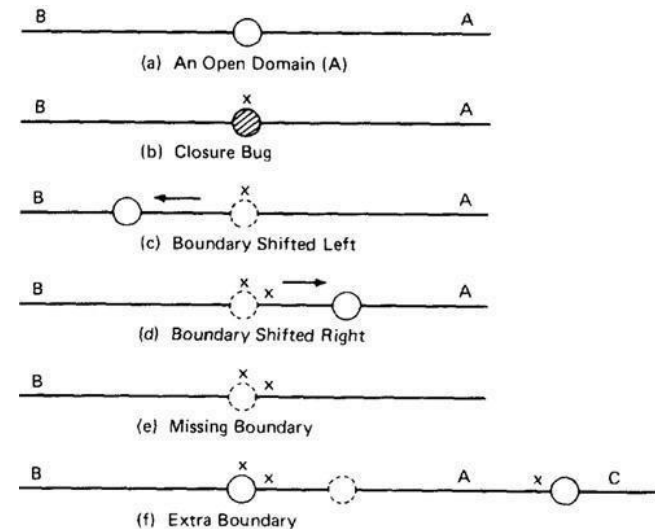 B A
(a) An Open Domain (A)
x
B A
(b) Closure Bug
x
B A
(c) Boundary Shifted Left
x
B x A
(d) Boundary Shifted Right
x
B x
(e) Missing Boundary
x
B x A x C
(f) Extra Boundary